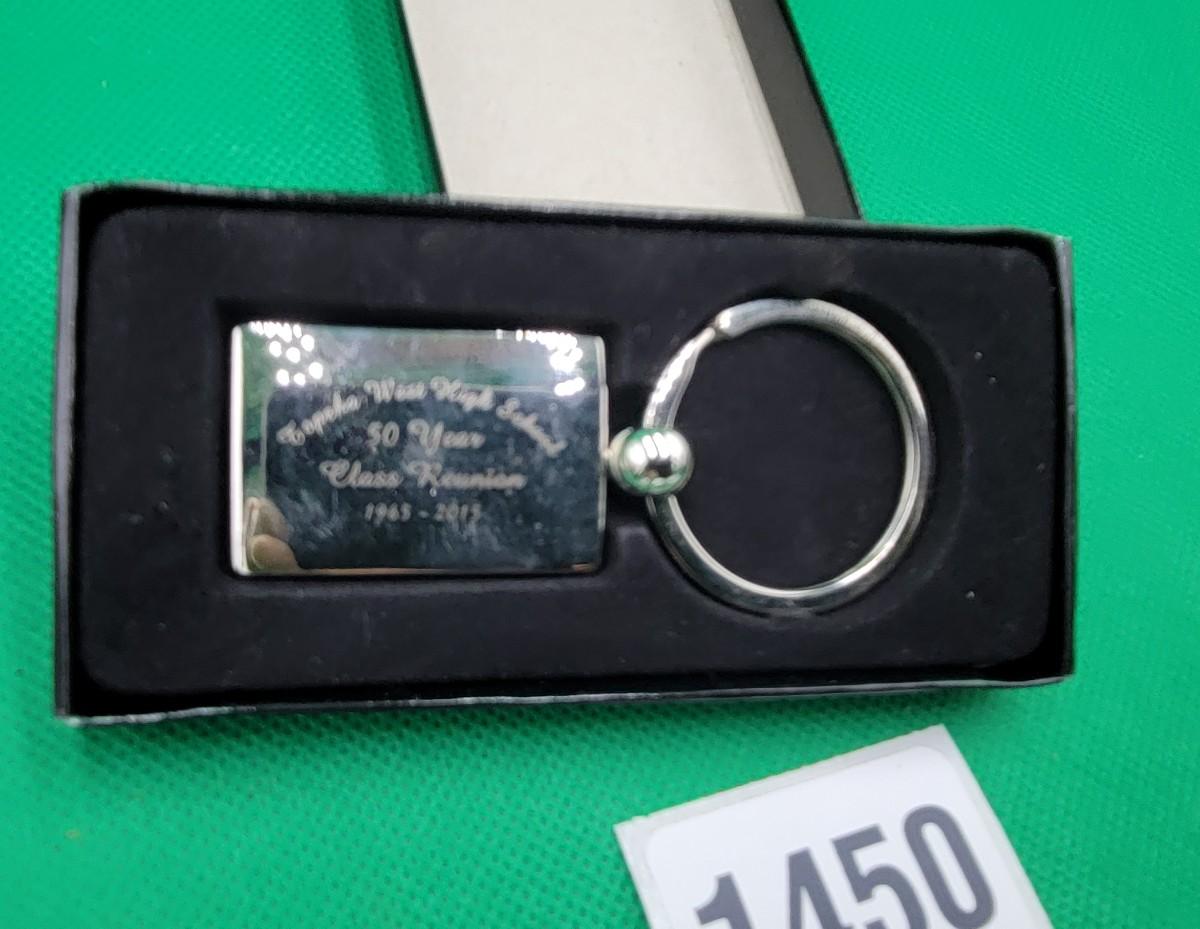 Topeka West High School
50 Year
Class Reunion
1965 - 2015
1450